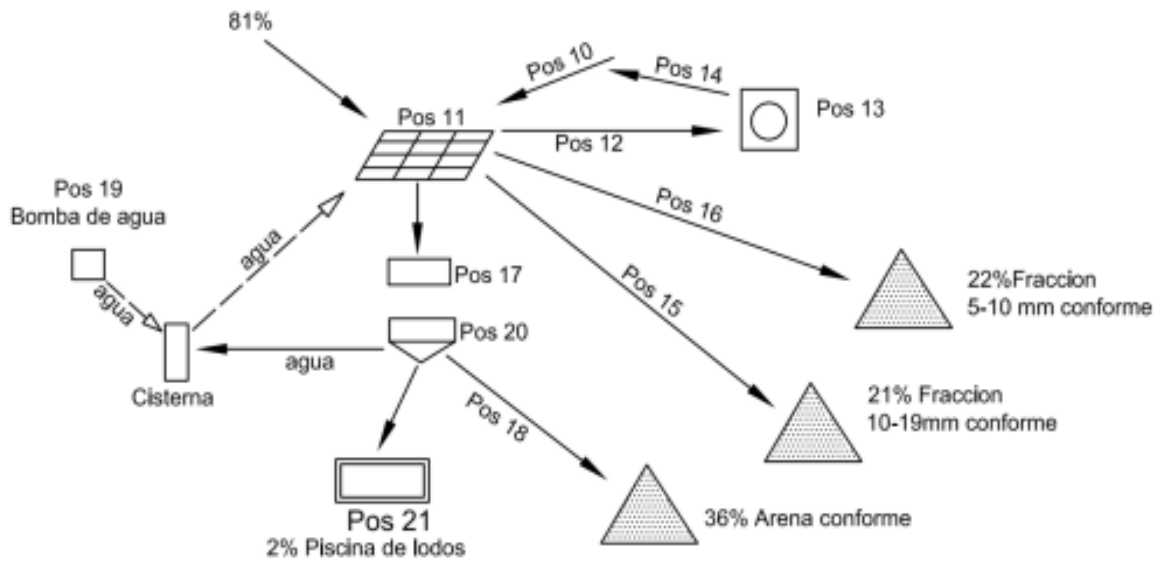 81%
Pos 10
Pos 14
Pos 11
Pos 13
Pos 12
Pos 19
Bomba de agua
Pos 16
agua
agua
Pos 17
Pos 15
22%Fraccion
5-10 mm conforme
Pos 20
agua
Cisterna
Pos 18
21% Fraccion
10-19mm conforme
Pos 21
2% Piscina de lodos
36% Arena conforme